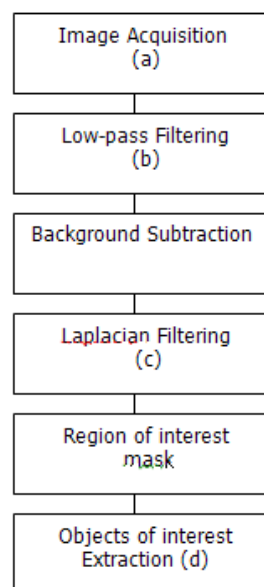 Image Acquisition
(a)
Low-pass Filtering
(b)
Background Subtraction
Laplacian Filtering
(c)
Region of interest
mask
Objects of interest
Extraction (d)